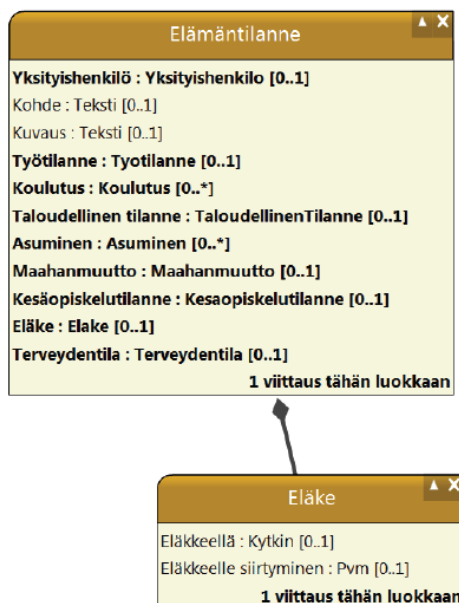 Elämäntilanne
Yksityishenkilö : Yksityishenkilo [0..1]
Kohde : Teksti [0..1]
Kuvaus : Teksti [0..1]
Työtilanne : Tyotilanne [0..1]
Koulutus : Koulutus [0..*]
Taloudellinen tilanne : TaloudellinenTilanne [0..1]
Asuminen : Asuminen [0..*]
Maahanmuutto : Maahanmuutto [0..1]
Kesäopiskelutilanne : Kesaopiskelutilanne [0..1]
Eläke : Elake [0..1]
Terveydentila : Terveydentila [0..1]
1 viittaus tähän luokkaan
Eläke
Eläkkeellä : Kytkin [0..1]
Eläkkeelle siirtyminen : Pvm [0..1]
1 viittaus tähän luokkaan